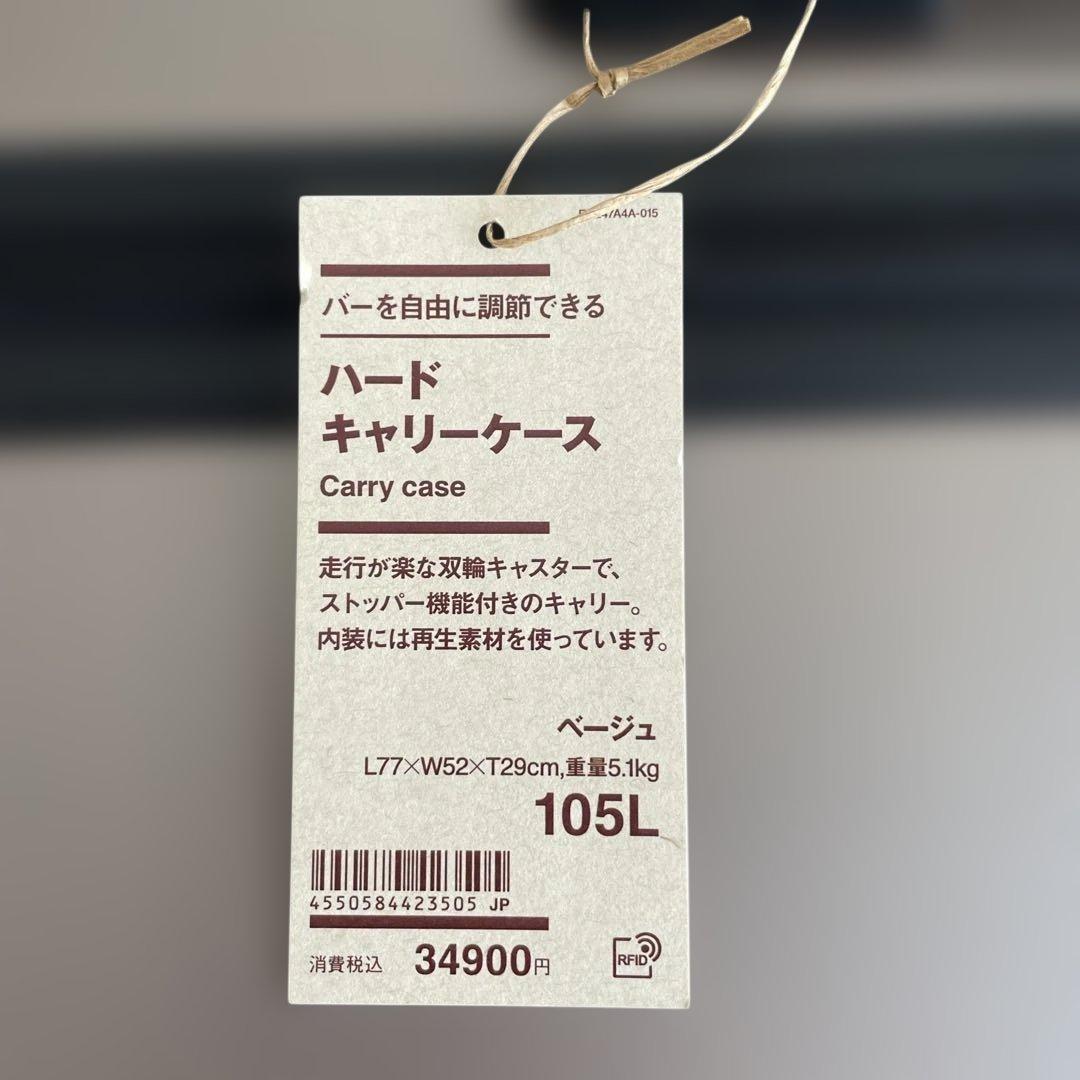 47A4A-015
バーを自由に調節できる
ハード
キャリーケース
Carry case
走行が楽な双輪キャスターで、
ストッパー機能付きのキャリー。
内装には再生素材を使っています。
ベージュ
L77×W52×T29cm,重量5.1kg
105L
4550584423505 JP
消費税込 34900円
RFID